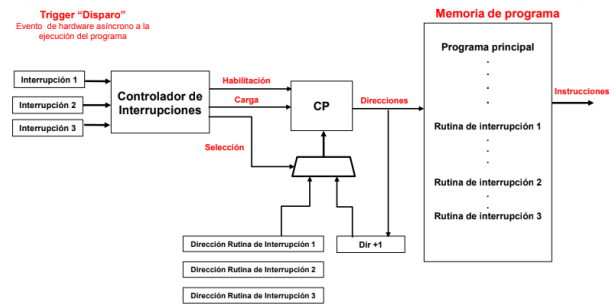 Trigger “Disparo”
Evento de hardware asíncrono a la
ejecución del programa
Interrupción 1
Interrupción 2
Interrupción 3
Controlador de
Interrupciones
Habilitación
Carga
Selección
CP
Direcciones
Memoria de programa
Programa principal
.
.
.
.
Rutina de interrupción 1
.
.
.
Rutina de interrupción 2
.
.
Rutina de interrupción 3
Instrucciones
Dirección Rutina de Interrupción 1
Dir +1
Dirección Rutina de Interrupción 2
Dirección Rutina de Interrupción 3